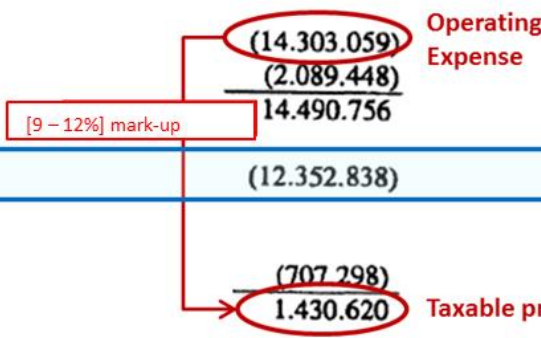 Operating
(14.303.059)
Expense
(2.089.448)
14.490.756
[9 – 12%] mark-up
(12.352.838)
(707.298)
1.430.620 Taxable pr